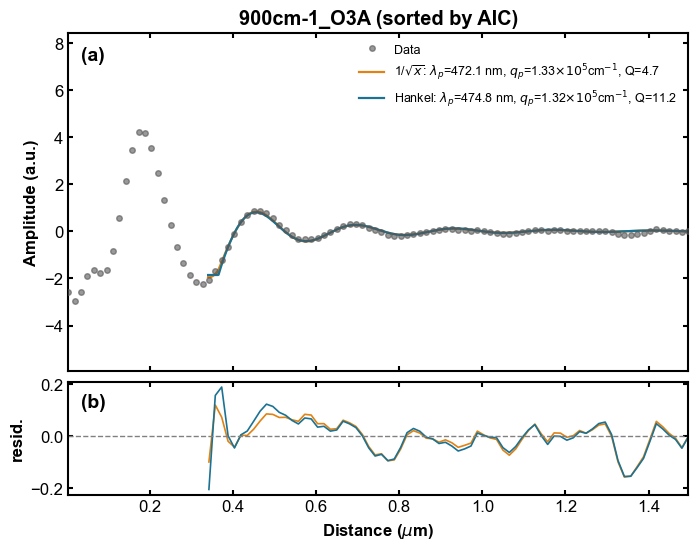 900cm-1_O3A (sorted by AIC)
(a)
Data
1/√x: λp=472.1 nm, qp=1.33×10⁵cm⁻¹, Q=4.7
Hankel: λp=474.8 nm, qp=1.32×10⁵cm⁻¹, Q=11.2
Amplitude (a.u.)
8
6
4
2
0
−2
−4
(b)
resid.
0.2
0.0
−0.2
0.2 0.4 0.6 0.8 1.0 1.2 1.4
Distance (μm)